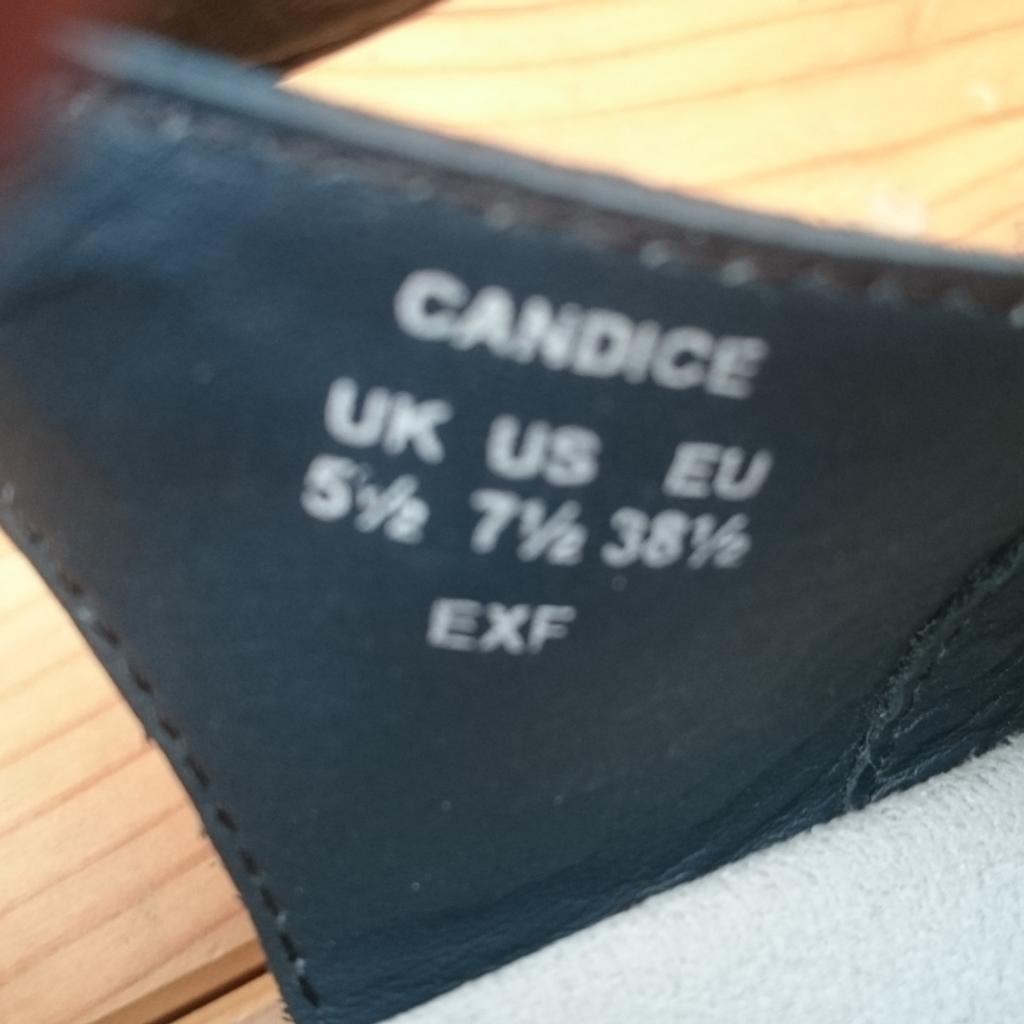 CANDICE
UK US EU
5½ 7½ 38½
EXF